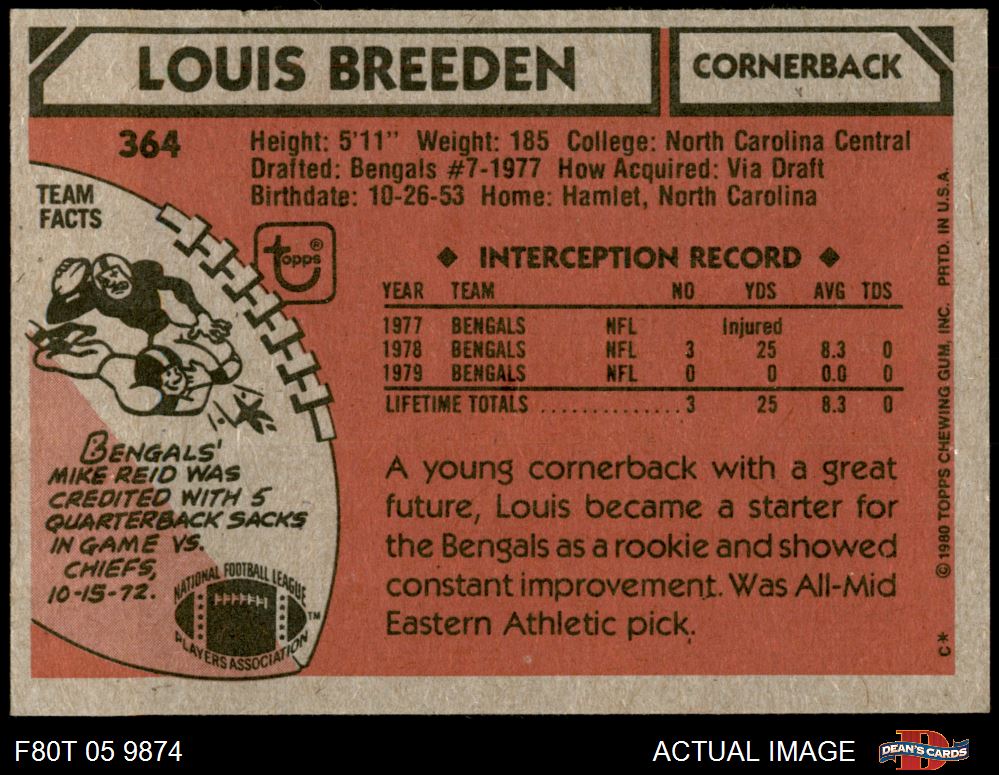 LOUIS BREEDEN
CORNERBACK
364
Height: 5'11" Weight: 185 College: North Carolina Central
Drafted: Bengals #7-1977 How Acquired: Via Draft
Birthdate: 10-26-53 Home: Hamlet, North Carolina
TEAM
FACTS
topps®
◆ INTERCEPTION RECORD ◆
YEAR TEAM NO YDS AVG TDS
1977 BENGALS NFL Injured
1978 BENGALS NFL 3 25 8.3 0
1979 BENGALS NFL 0 0 0.0 0
LIFETIME TOTALS .............. 3 25 8.3 0
A young cornerback with a great
future, Louis became a starter for
the Bengals as a rookie and showed
constant improvement. Was All-Mid
Eastern Athletic pick.
BENGALS'
MIKE REID WAS
CREDITED WITH 5
QUARTERBACK SACKS
IN GAME VS.
CHIEFS,
10-15-72.
NATIONAL FOOTBALL LEAGUE
PLAYERS ASSOCIATION
TM
© 1980 TOPPS CHEWING GUM, INC. PRTD. IN U.S.A.
C*
F80T 05 9874
ACTUAL IMAGE
D
DEAN'S CARDS